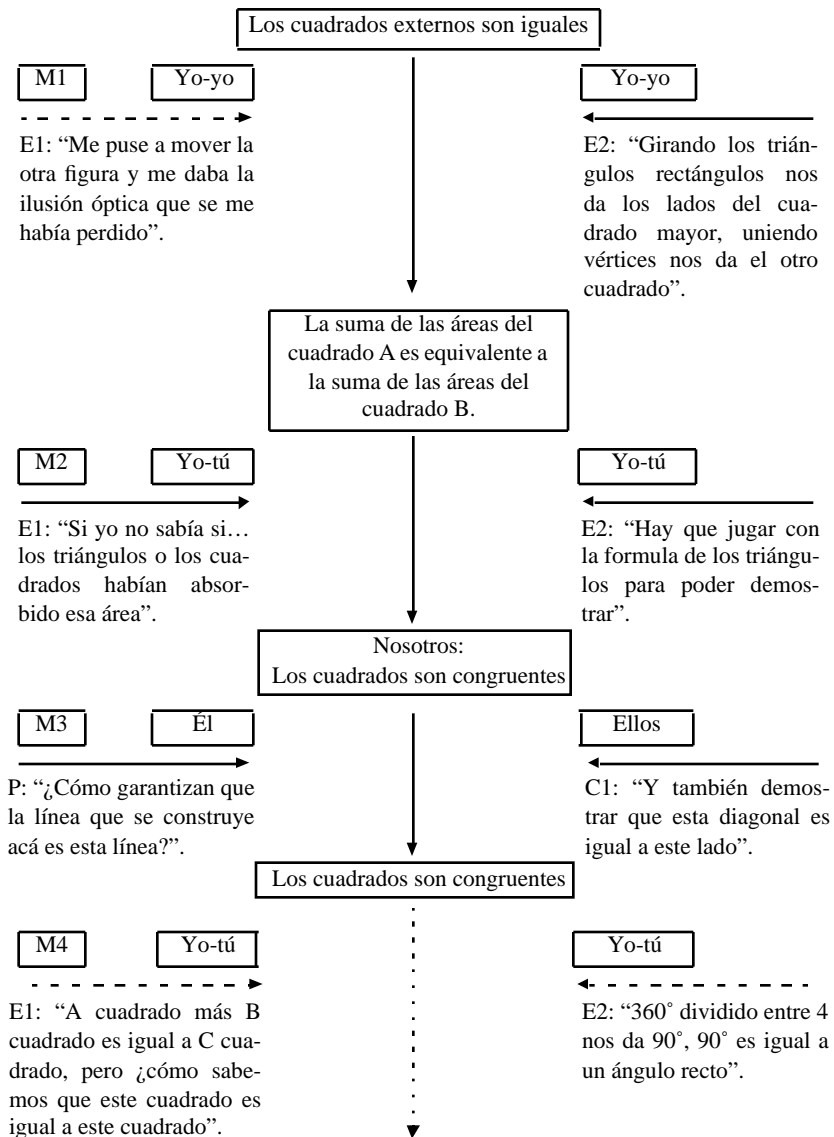 Los cuadrados externos son iguales
M1
Yo-yo
Yo-yo
E1: “Me puse a mover la
otra figura y me daba la
ilusión óptica que se me
había perdido”.
E2: “Girando los trián-
gulos rectángulos nos
da los lados del cua-
drado mayor, uniendo
vértices nos da el otro
cuadrado”.
La suma de las áreas del
cuadrado A es equivalente a
la suma de las áreas del
cuadrado B.
M2
Yo-tú
Yo-tú
E1: “Si yo no sabía si…
los triángulos o los cua-
drados habían absor-
bido esa área”.
E2: “Hay que jugar con
la formula de los triángu-
los para poder demos-
trar”.
Nosotros:
Los cuadrados son congruentes
M3
Él
Ellos
P: “¿Cómo garantizan que
la línea que se construye
acá es esta línea?”.
C1: “Y también demos-
trar que esta diagonal es
igual a este lado”.
Los cuadrados son congruentes
M4
Yo-tú
Yo-tú
E1: “A cuadrado más B
cuadrado es igual a C cua-
drado, pero ¿cómo sabe-
mos que este cuadrado es
igual a este cuadrado”.
E2: “360˚ dividido entre 4
nos da 90˚, 90˚ es igual a
un ángulo recto”.